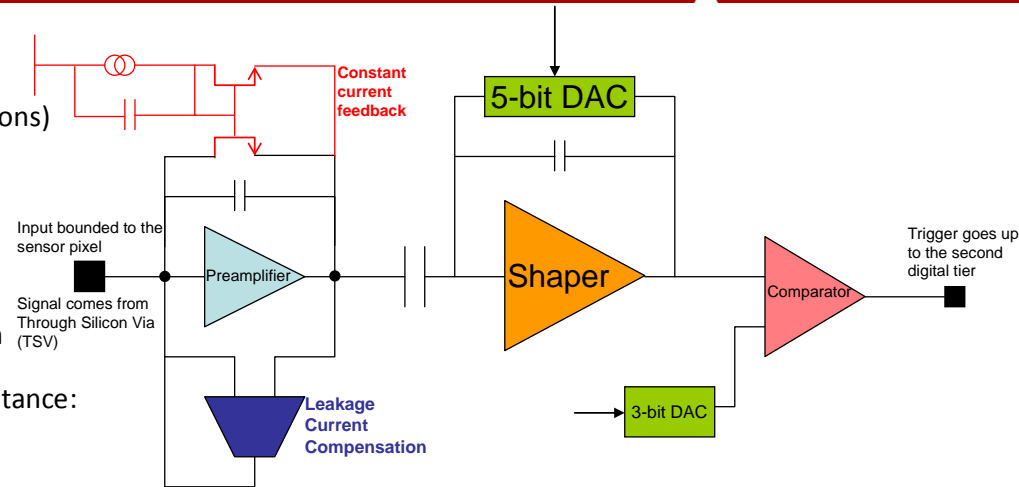 ons)
Constant
current
feedback
5-bit DAC
Input bounded to the
sensor pixel
Preamplifier
Shaper
Comparator
Trigger goes up
to the second
digital tier
Signal comes from
Through Silicon Via
(TSV)
tance:
Leakage
Current
Compensation
3-bit DAC